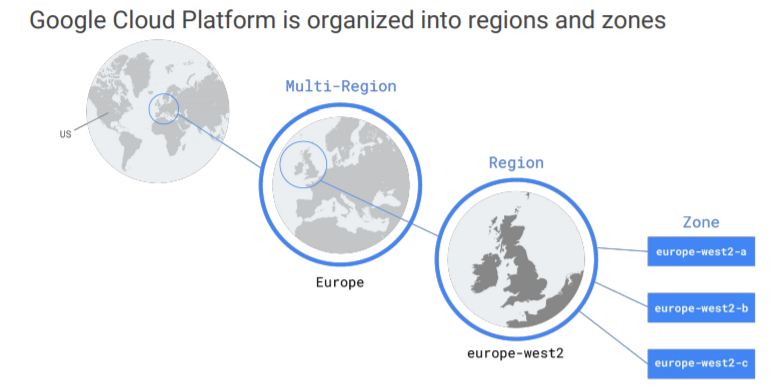 Google Cloud Platform is organized into regions and zones
Multi-Region
US
Region
Zone
europe-west2-a
Europe
europe-west2-b
europe-west2
europe-west2-c